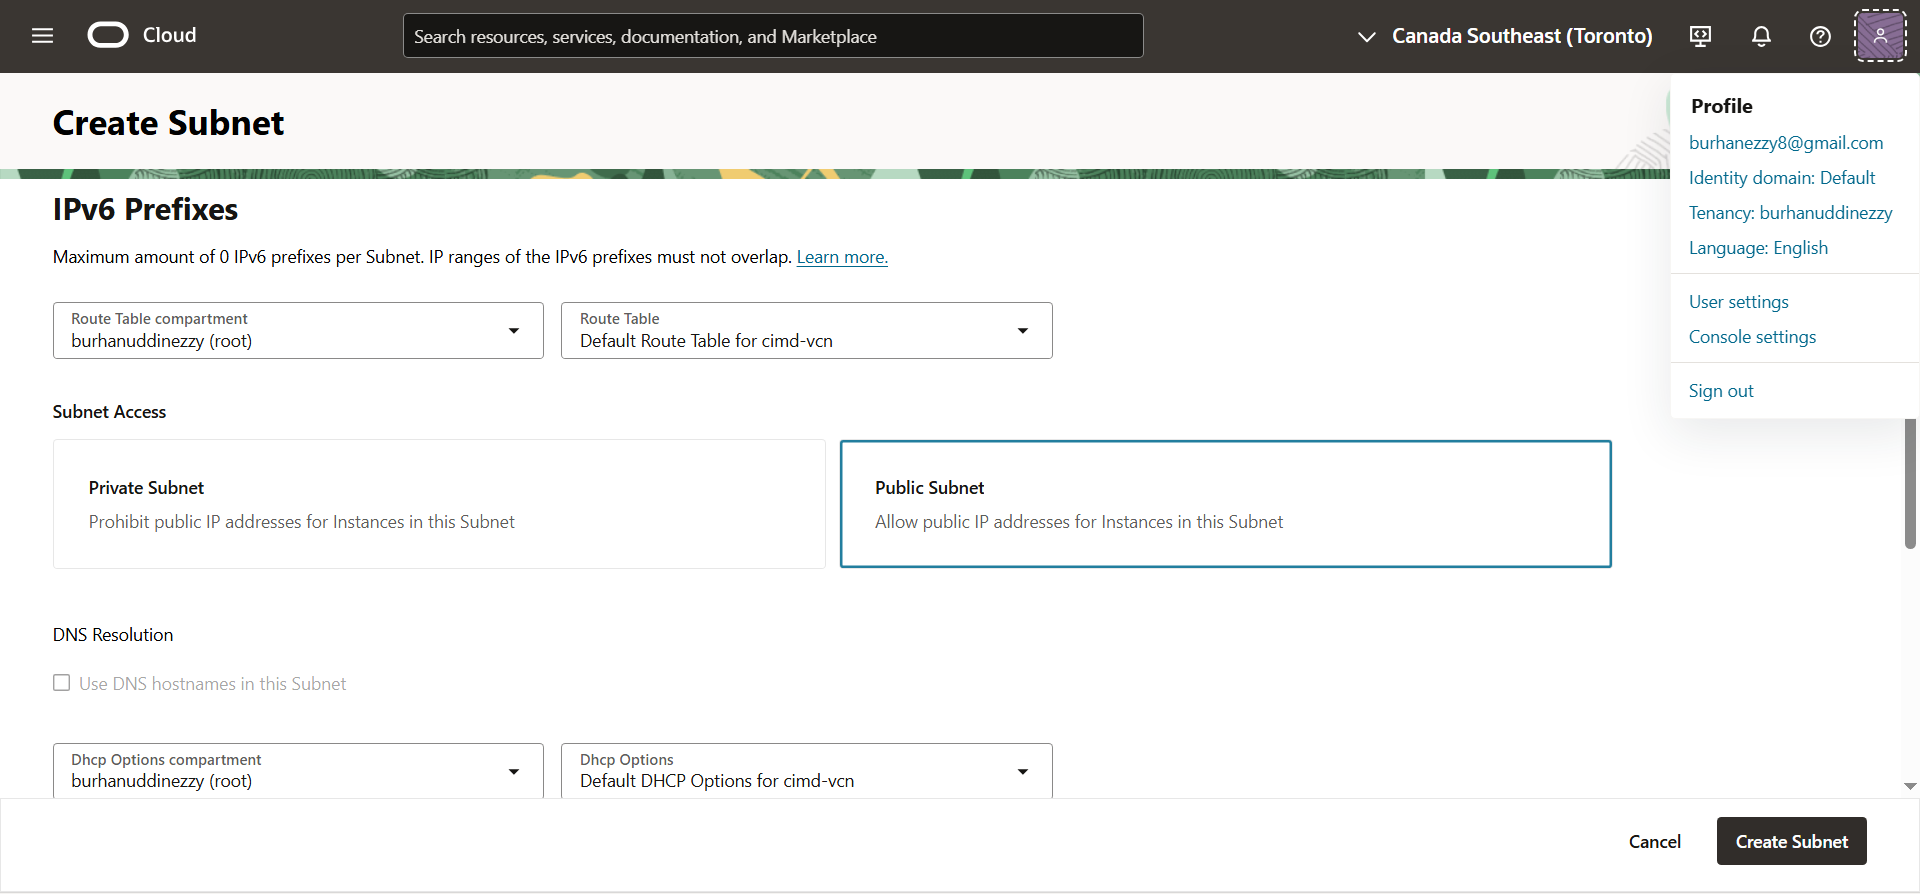 Cloud
Search resources, services, documentation, and Marketplace
Canada Southeast (Toronto)
Create Subnet
Profile
burhanezzy8@gmail.com
Identity domain: Default
Tenancy: burhanuddinezzy
Language: English
User settings
Console settings
Sign out
IPv6 Prefixes
Maximum amount of 0 IPv6 prefixes per Subnet. IP ranges of the IPv6 prefixes must not overlap. Learn more.
Route Table compartment
burhanuddinezzy (root)
Route Table
Default Route Table for cimd-vcn
Subnet Access
Private Subnet
Prohibit public IP addresses for Instances in this Subnet
Public Subnet
Allow public IP addresses for Instances in this Subnet
DNS Resolution
Use DNS hostnames in this Subnet
Dhcp Options compartment
burhanuddinezzy (root)
Dhcp Options
Default DHCP Options for cimd-vcn
Cancel
Create Subnet